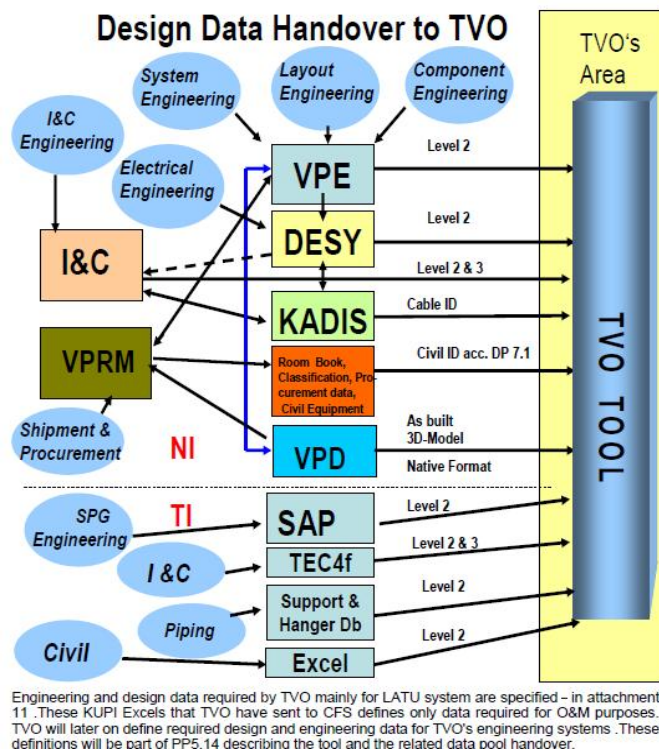 Design Data Handover to TVO
TVO's
Area
System
Engineering
Layout
Engineering
Component
Engineering
I&C
Engineering
Electrical
Engineering
VPE
Level 2
DESY
Level 2
I&C
Level 2 & 3
KADIS
Cable ID
VPRM
Room Book,
Classification, Pro-
curement data,
Civil Equipment
Civil ID acc. DP 7.1
Shipment &
Procurement
NI
VPD
As built
3D-Model
Native Format
TVO TOOL
SPG
Engineering
TI
SAP
Level 2
I &C
TEC4f
Level 2 & 3
Piping
Support &
Hanger Db
Level 2
Civil
Excel
Level 2
Engineering and design data required by TVO mainly for LATU system are specified – in attachment
11 .These KUPI Excels that TVO have sent to CFS defines only data required for O&M purposes.
TVO will later on define required design and engineering data for TVO's engineering systems .These
definitions will be part of PP5.14 describing the tool and the related data pool handover.